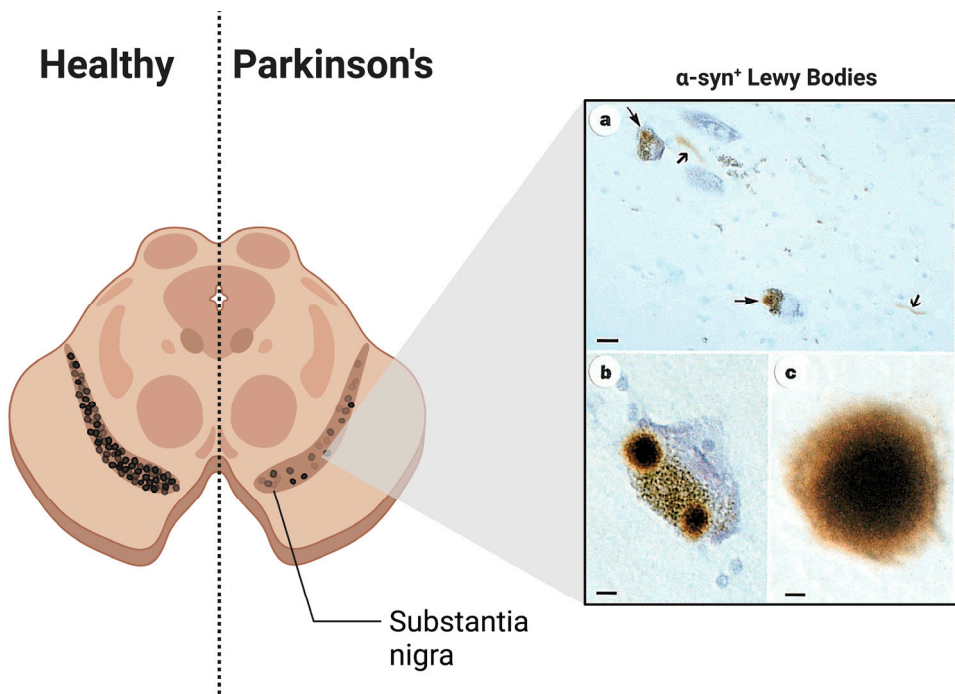 Healthy
Parkinson's
α-syn⁺ Lewy Bodies
a
b
c
Substantia
nigra